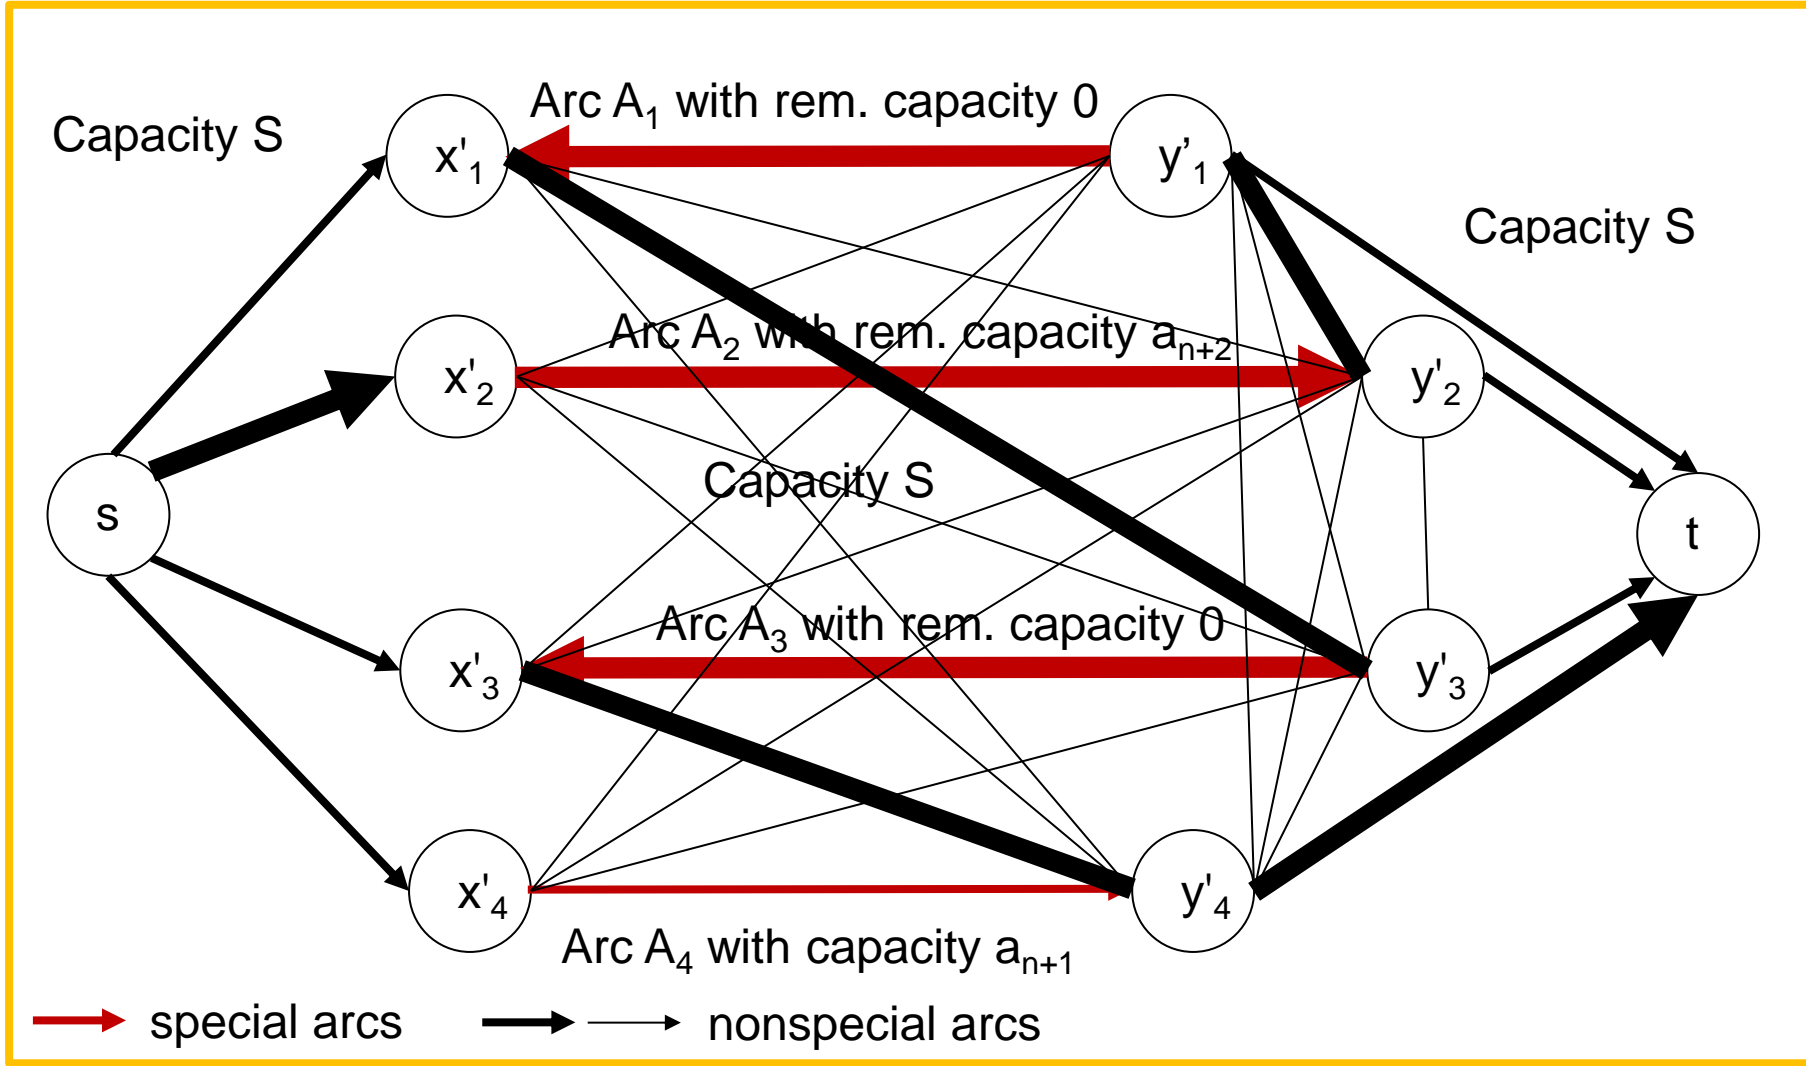 Arc A₁ with rem. capacity 0
Capacity S
x'₁
y’₁
Capacity S
Arc A₂ with rem. capacity aₙ₊₂
x'₂
y'₂
Capacity S
s
t
Arc A₃ with rem. capacity 0
x'₃
y'₃
x'₄
y'₄
Arc A₄ with capacity aₙ₊₁
special arcs
nonspecial arcs